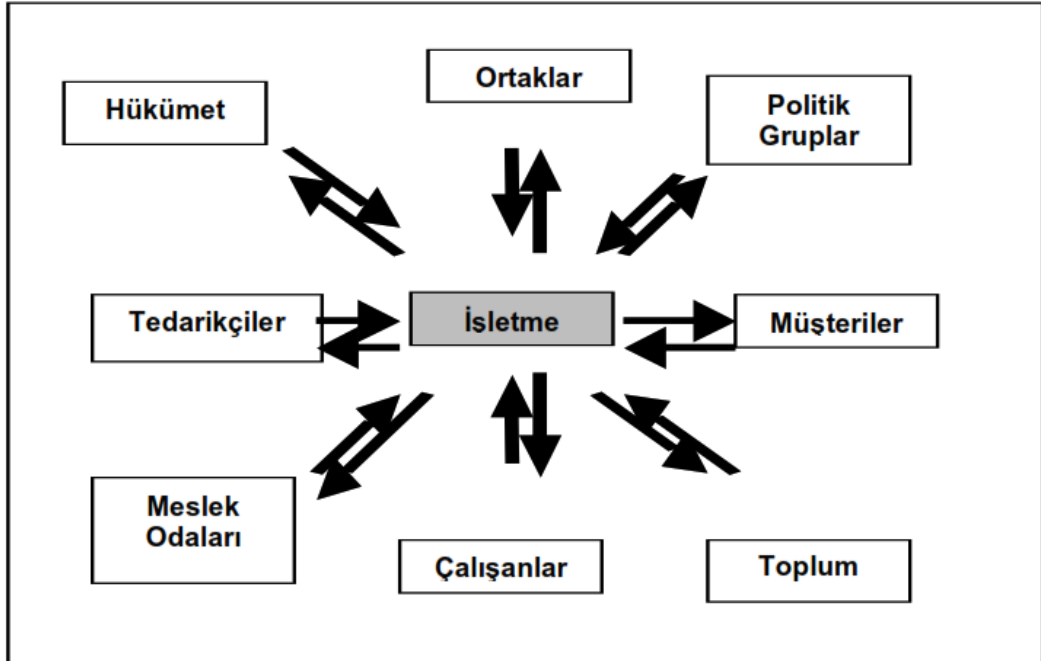 Hükümet
Ortaklar
Politik
Gruplar
Tedarikçiler
İşletme
Müşteriler
Meslek
Odaları
Çalışanlar
Toplum